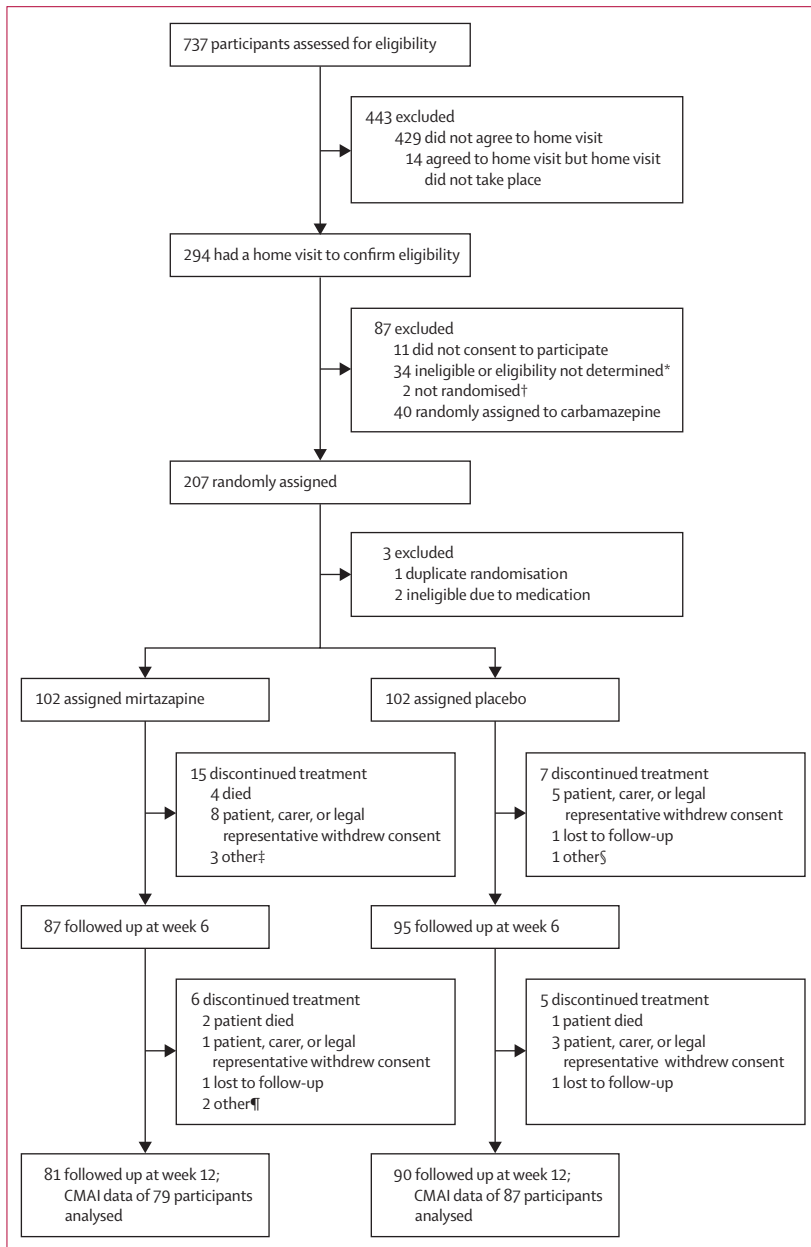 737 participants assessed for eligibility
443 excluded
429 did not agree to home visit
14 agreed to home visit but home visit
did not take place
294 had a home visit to confirm eligibility
87 excluded
11 did not consent to participate
34 ineligible or eligibility not determined*
2 not randomised†
40 randomly assigned to carbamazepine
207 randomly assigned
3 excluded
1 duplicate randomisation
2 ineligible due to medication
102 assigned mirtazapine
102 assigned placebo
15 discontinued treatment
4 died
8 patient, carer, or legal
representative withdrew consent
3 other‡
7 discontinued treatment
5 patient, carer, or legal
representative withdrew consent
1 lost to follow-up
1 other§
87 followed up at week 6
95 followed up at week 6
6 discontinued treatment
2 patient died
1 patient, carer, or legal
representative withdrew consent
1 lost to follow-up
2 other¶
5 discontinued treatment
1 patient died
3 patient, carer, or legal
representative withdrew consent
1 lost to follow-up
81 followed up at week 12;
CMAI data of 79 participants
analysed
90 followed up at week 12;
CMAI data of 87 participants
analysed